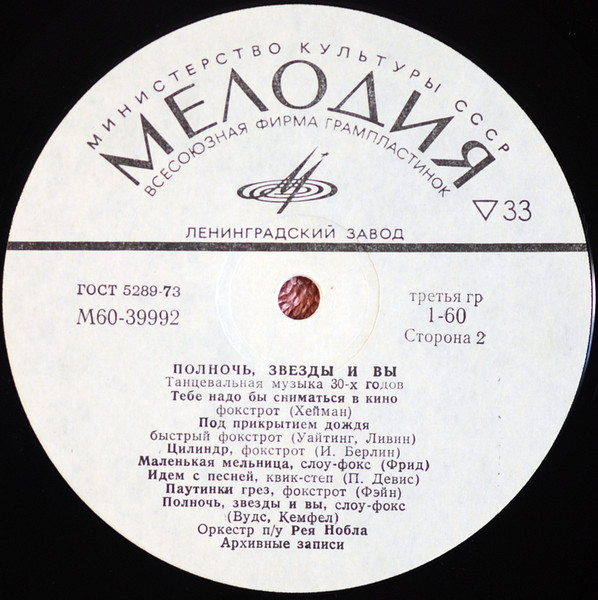 МИНИСТЕРСТВО КУЛЬТУРЫ СССР
МЕЛОДИЯ
ВСЕСОЮЗНАЯ ФИРМА ГРАМПЛАСТИНОК
▽33
ЛЕНИНГРАДСКИЙ ЗАВОД
ГОСТ 5289-73
М60-39992
третья гр
1-60
Сторона 2
ПОЛНОЧЬ, ЗВЕЗДЫ И ВЫ
Танцевальная музыка 30-х годов
Тебе надо бы сниматься в кино
фокстрот (Хейман)
Под прикрытием дождя
быстрый фокстрот (Уайтинг, Ливин)
Цилиндр, фокстрот (И. Берлин)
Маленькая мельница, слоу-фокс (Фрид)
Идем с песней, квик-степ (П. Девис)
Паутинки грез, фокстрот (Фэйн)
Полночь, звезды и вы, слоу-фокс
(Вудс, Кемфел)
Оркестр п/у Рея Нобла
Архивные записи